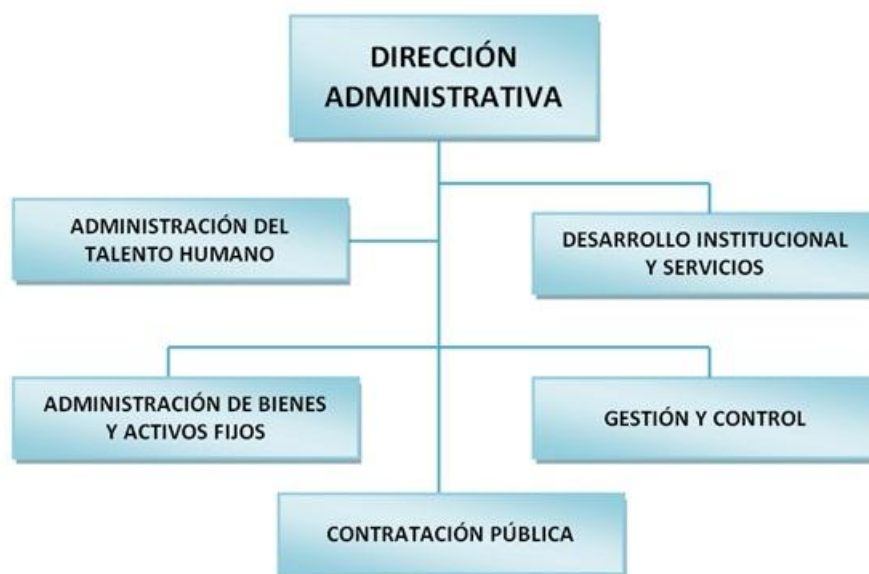 DIRECCIÓN
ADMINISTRATIVA
ADMINISTRACIÓN DEL
TALENTO HUMANO
DESARROLLO INSTITUCIONAL
Y SERVICIOS
ADMINISTRACIÓN DE BIENES
Y ACTIVOS FIJOS
GESTIÓN Y CONTROL
CONTRATACIÓN PÚBLICA